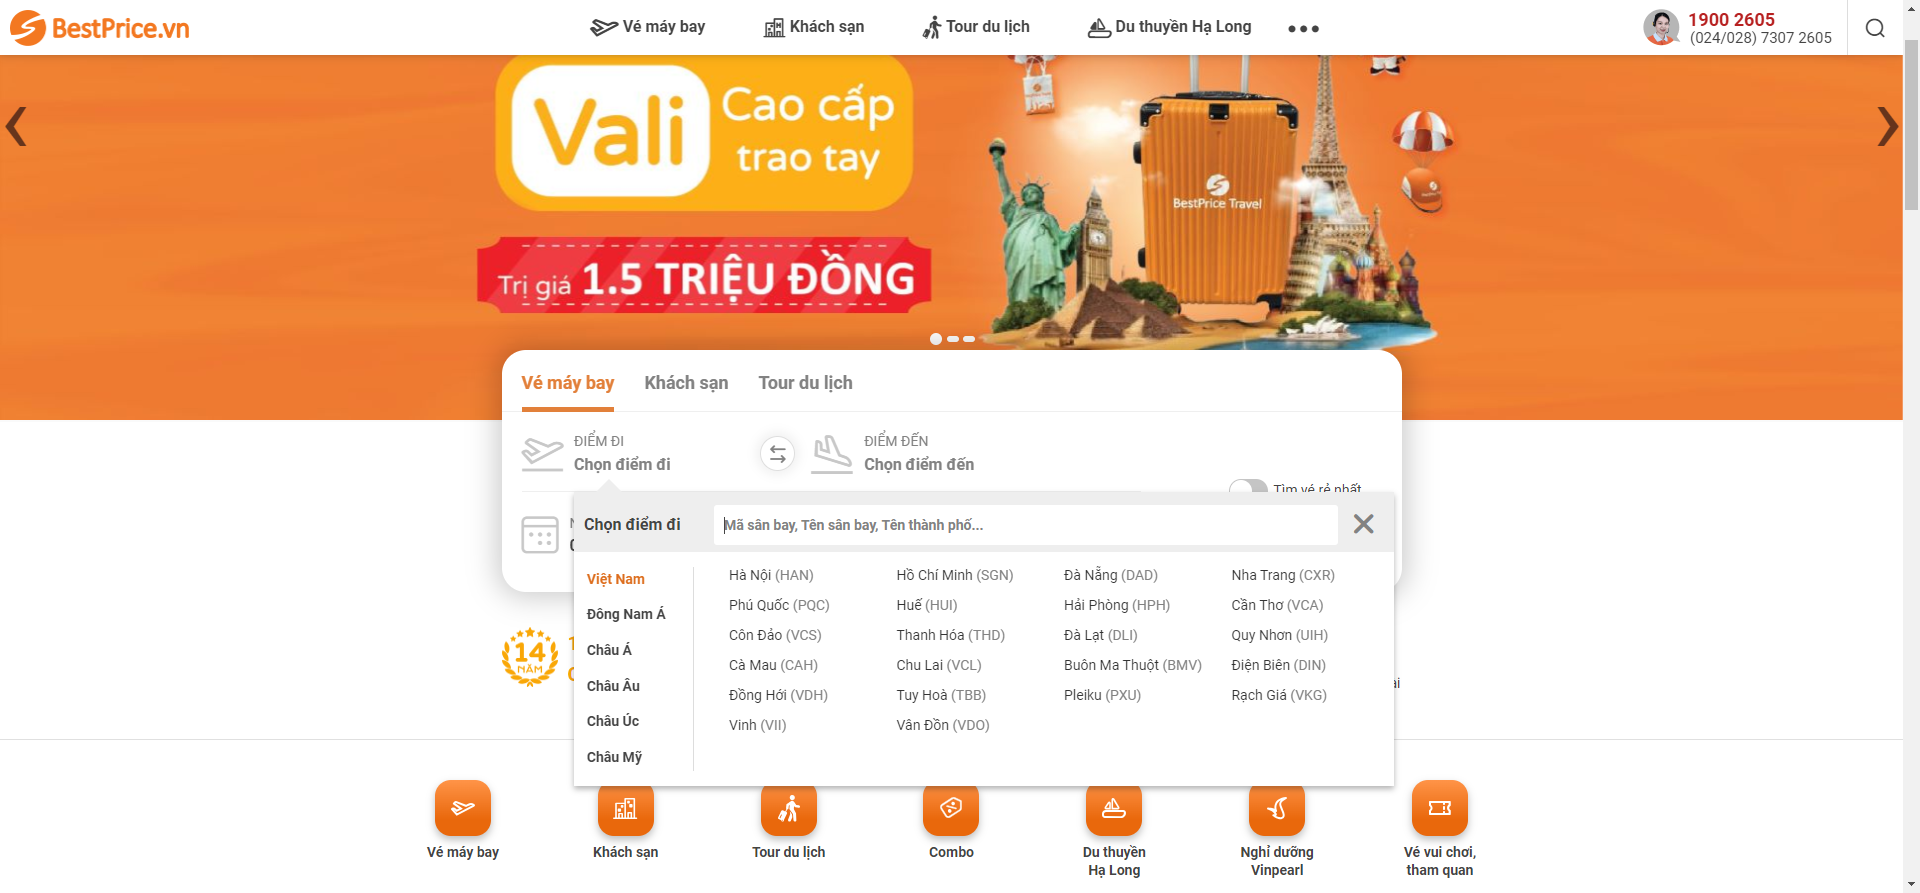 BestPrice.vn
Vé máy bay
Khách sạn
Tour du lịch
Du thuyền Hạ Long
1900 2605
(024/028) 7307 2605
Vali
Cao cấp
trao tay
BestPrice Travel
Trị giá 1.5 TRIỆU ĐỒNG
Vé máy bay
Khách sạn
Tour du lịch
ĐIỂM ĐI
Chọn điểm đi
ĐIỂM ĐẾN
Chọn điểm đến
Tìm vé rẻ nhất
Chọn điểm đi
Mã sân bay, Tên sân bay, Tên thành phố...
Việt Nam
Đông Nam Á
Châu Á
Châu Âu
Châu Úc
Châu Mỹ
Hà Nội (HAN)
Hồ Chí Minh (SGN)
Đà Nẵng (DAD)
Nha Trang (CXR)
Phú Quốc (PQC)
Huế (HUI)
Hải Phòng (HPH)
Cần Thơ (VCA)
Côn Đảo (VCS)
Thanh Hóa (THD)
Đà Lạt (DLI)
Quy Nhơn (UIH)
Cà Mau (CAH)
Chu Lai (VCL)
Buôn Ma Thuột (BMV)
Điện Biên (DIN)
Đồng Hới (VDH)
Tuy Hoà (TBB)
Pleiku (PXU)
Rạch Giá (VKG)
Vinh (VII)
Vân Đồn (VDO)
14
NĂM
Vé máy bay
Khách sạn
Tour du lịch
Combo
Du thuyền
Hạ Long
Nghỉ dưỡng
Vinpearl
Vé vui chơi,
tham quan